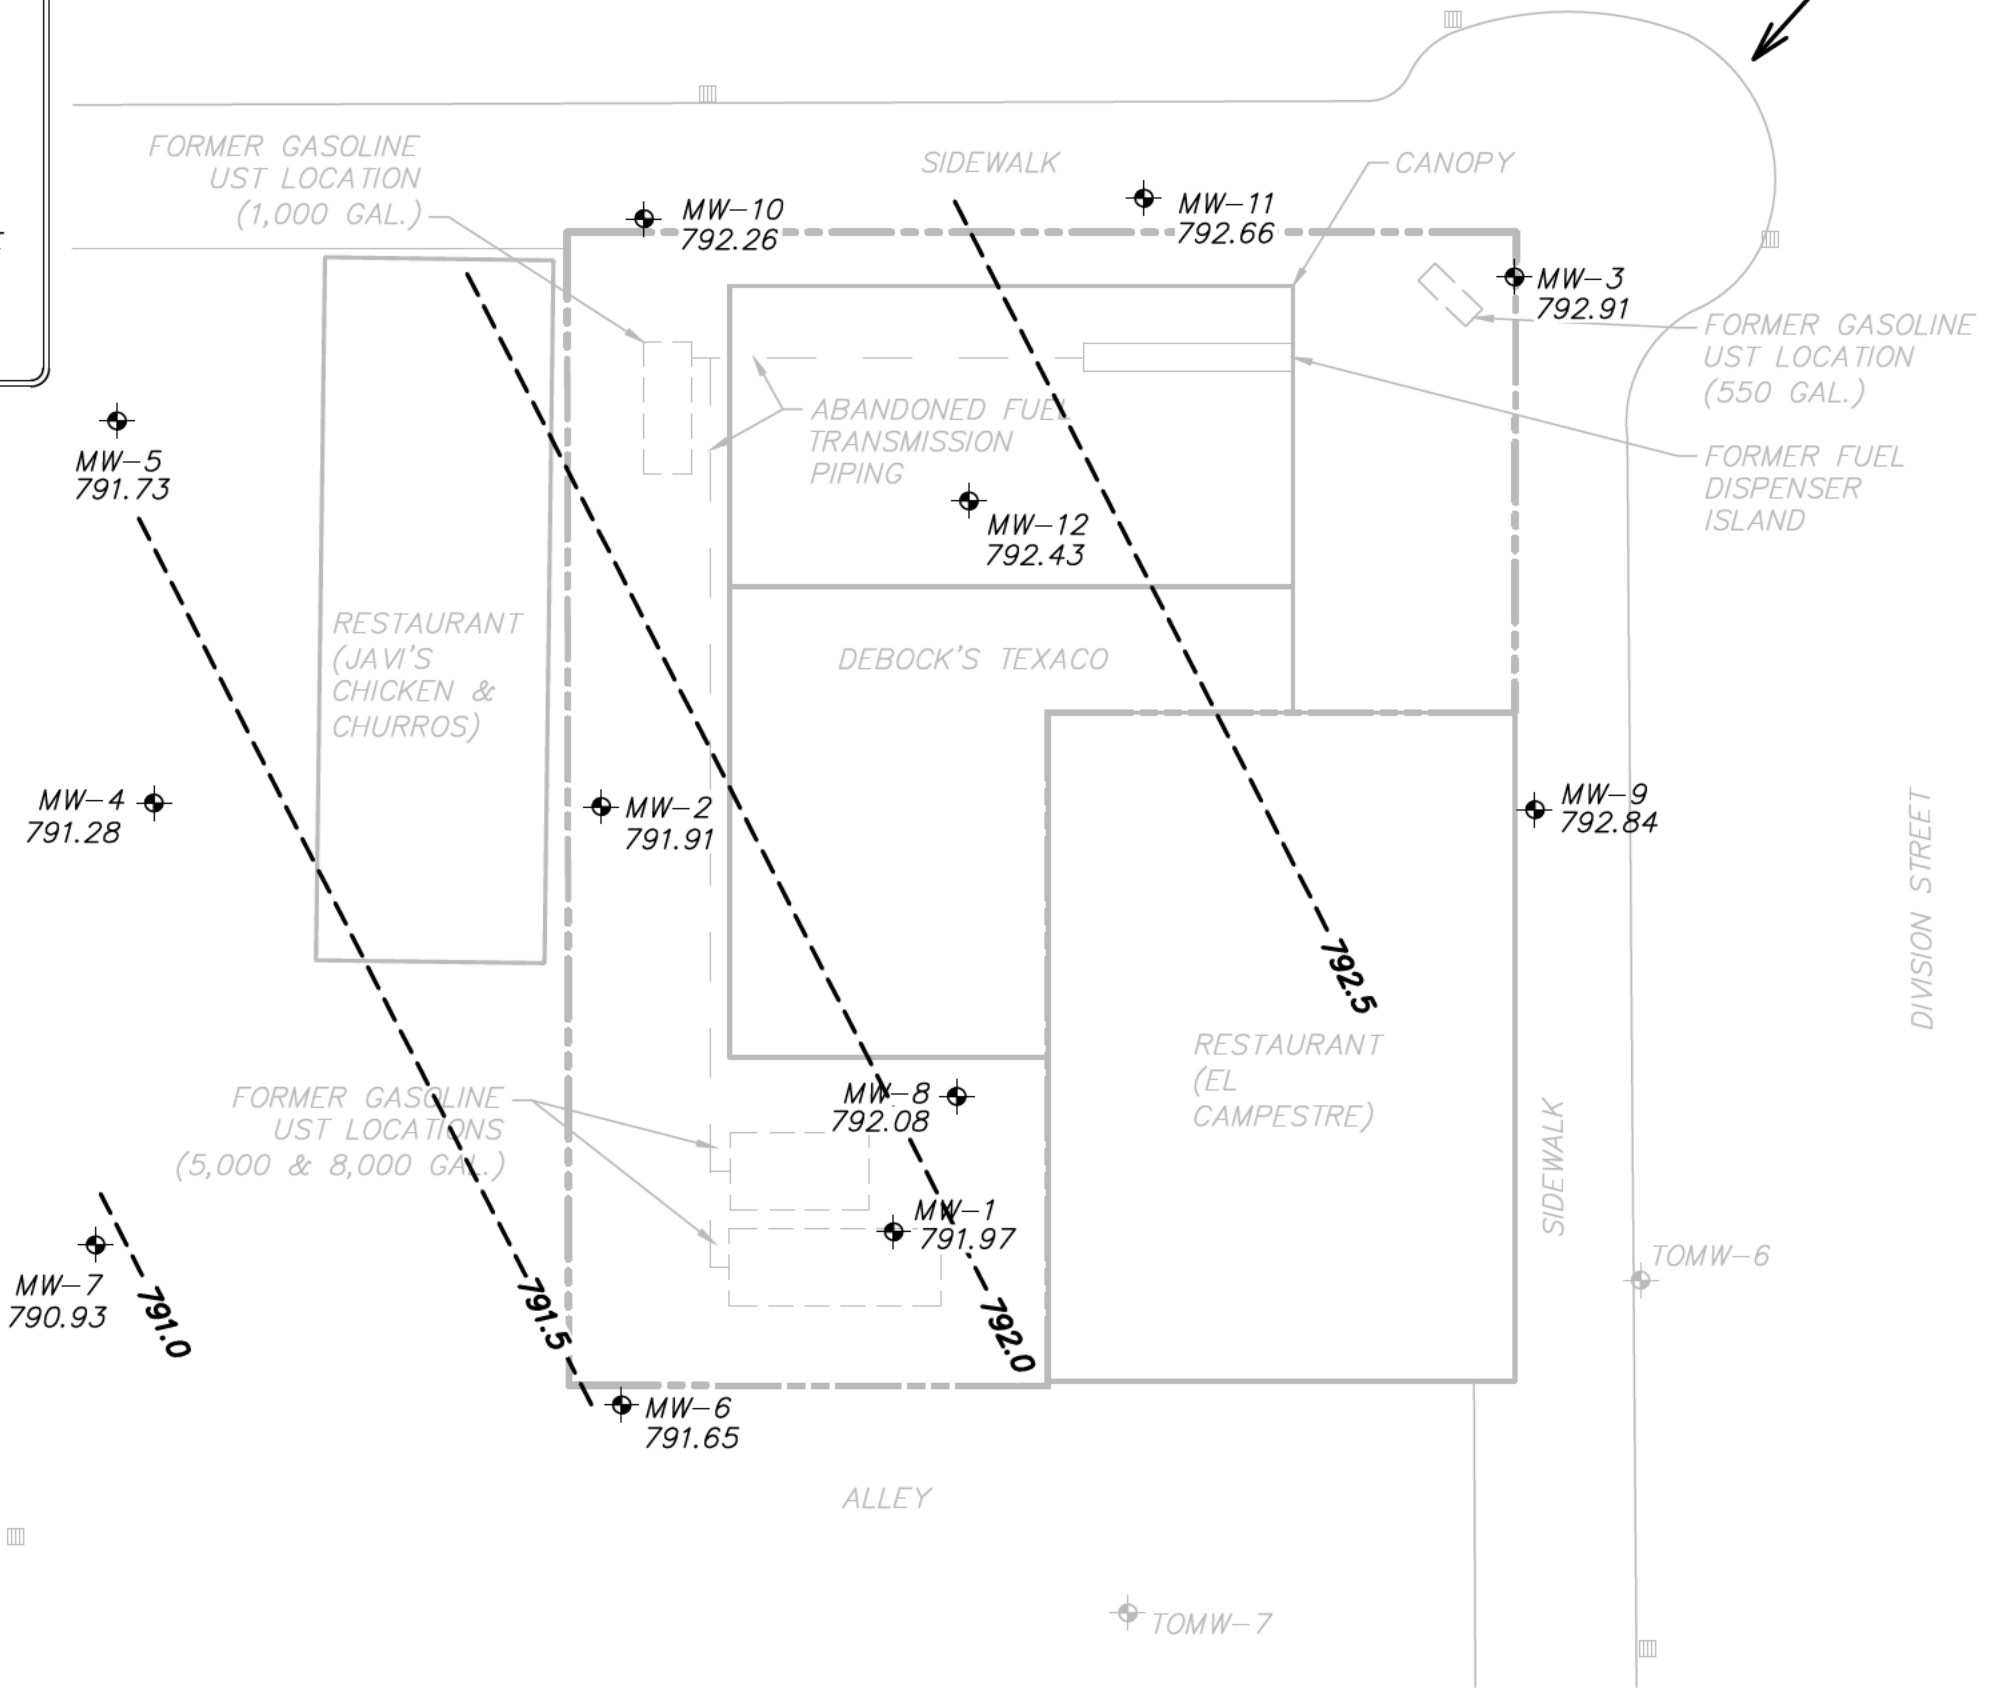 FORMER GASOLINE
UST LOCATION
(1,000 GAL.)
SIDEWALK
CANOPY
MW-10
792.26
MW-11
792.66
MW-3
792.91
FORMER GASOLINE
UST LOCATION
(550 GAL.)
MW-5
791.73
ABANDONED FUEL
TRANSMISSION
PIPING
FORMER FUEL
DISPENSER
ISLAND
MW-12
792.43
RESTAURANT
(JAVI'S
CHICKEN &
CHURROS)
DEBOCK'S TEXACO
MW-4
791.28
MW-2
791.91
MW-9
792.84
DIVISION STREET
792.5
RESTAURANT
(EL
CAMPESTRE)
FORMER GASOLINE
UST LOCATIONS
(5,000 & 8,000 GAL.)
MW-8
792.08
SIDEWALK
MW-1
791.97
TOMW-6
MW-7
790.93
791.0
791.5
792.0
MW-6
791.65
ALLEY
TOMW-7